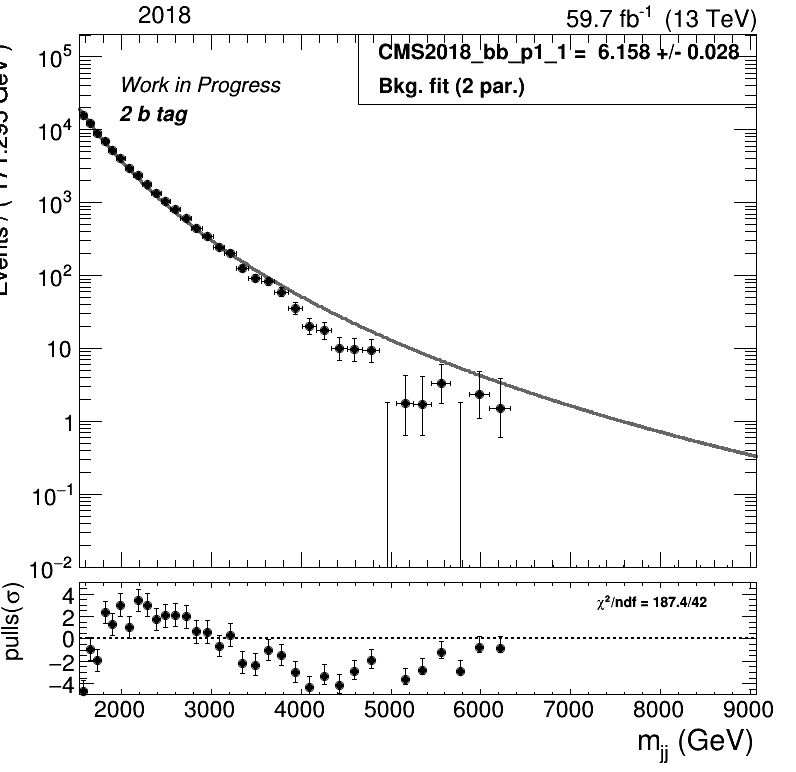 2018
59.7 fb⁻¹ (13 TeV)
CMS2018_bb_p1_1 = 6.158 +/- 0.028
Bkg. fit (2 par.)
Work in Progress
2 b tag
10⁵
10⁴
10³
10²
10
1
10⁻¹
10⁻²
pulls(σ)
χ²/ndf = 187.4/42
4
2
0
−2
−4
2000 3000 4000 5000 6000 7000 8000 9000
m_jj (GeV)